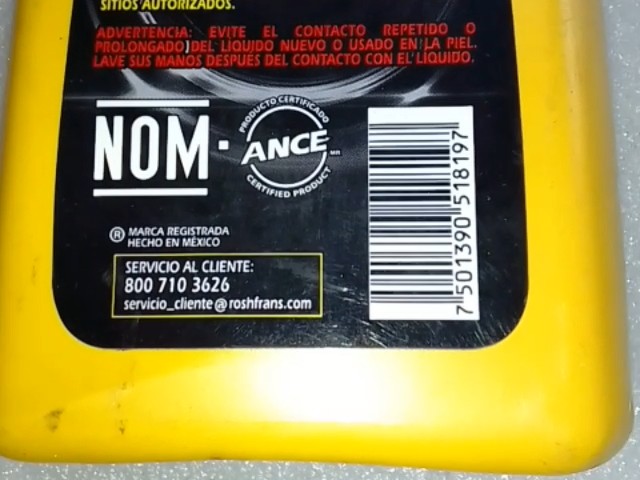 SITIOS AUTORIZADOS.
ADVERTENCIA: EVITE EL CONTACTO REPETIDO O
PROLONGADO DEL LIQUIDO NUEVO O USADO EN LA PIEL.
LAVE SUS MANOS DESPUES DEL CONTACTO CON EL LIQUIDO.
NOM-
PRODUCTO CERTIFICADO
ANCE MR
CERTIFIED PRODUCT
® MARCA REGISTRADA
HECHO EN MÉXICO
SERVICIO AL CLIENTE:
800 710 3626
servicio_cliente@roshfrans.com
7 501390 518197